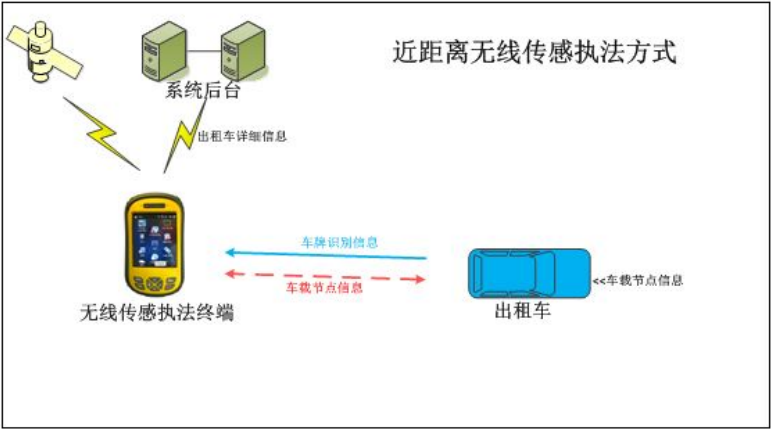 近距离无线传感执法方式
系统后台
出租车详细信息
车牌识别信息
车载节点信息
<<车载节点信息
无线传感执法终端
出租车